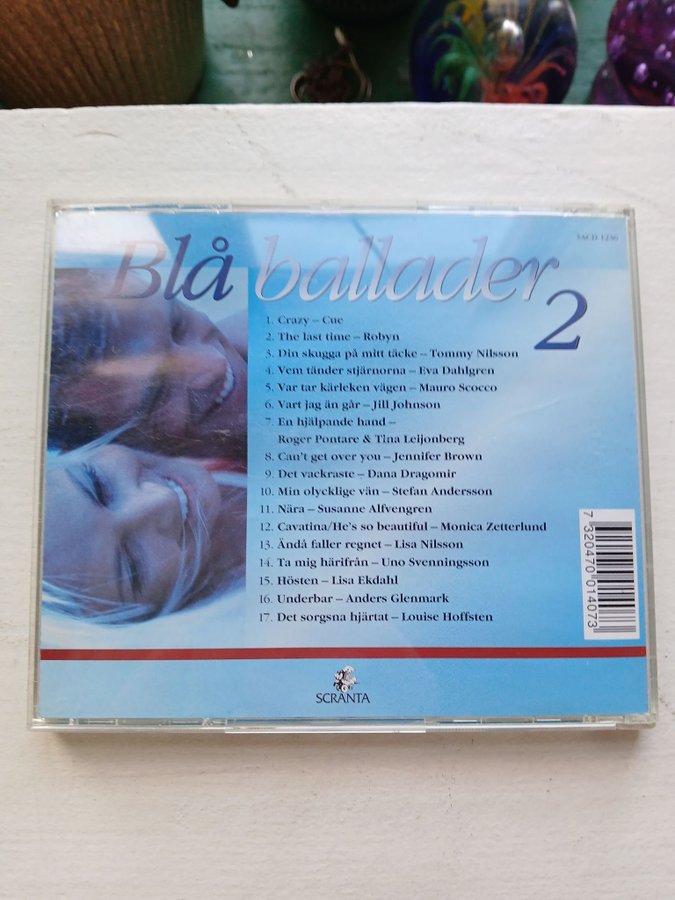 SACD 1230
Blå ballader
2
1. Crazy – Cue
2. The last time – Robyn
3. Din skugga på mitt täcke – Tommy Nilsson
4. Vem tänder stjärnorna – Eva Dahlgren
5. Var tar kärleken vägen – Mauro Scocco
6. Vart jag än går – Jill Johnson
7. En hjälpande hand –
Roger Pontare & Tina Leijonberg
8. Can't get over you – Jennifer Brown
9. Det vackraste – Dana Dragomir
10. Min olycklige vän – Stefan Andersson
11. Nära – Susanne Alfvengren
12. Cavatina/He's so beautiful – Monica Zetterlund
13. Ändå faller regnet – Lisa Nilsson
14. Ta mig härifrån – Uno Svenningsson
15. Hösten – Lisa Ekdahl
16. Underbar – Anders Glenmark
17. Det sorgsna hjärtat – Louise Hoffsten
7 320470 014073
SCRANTA